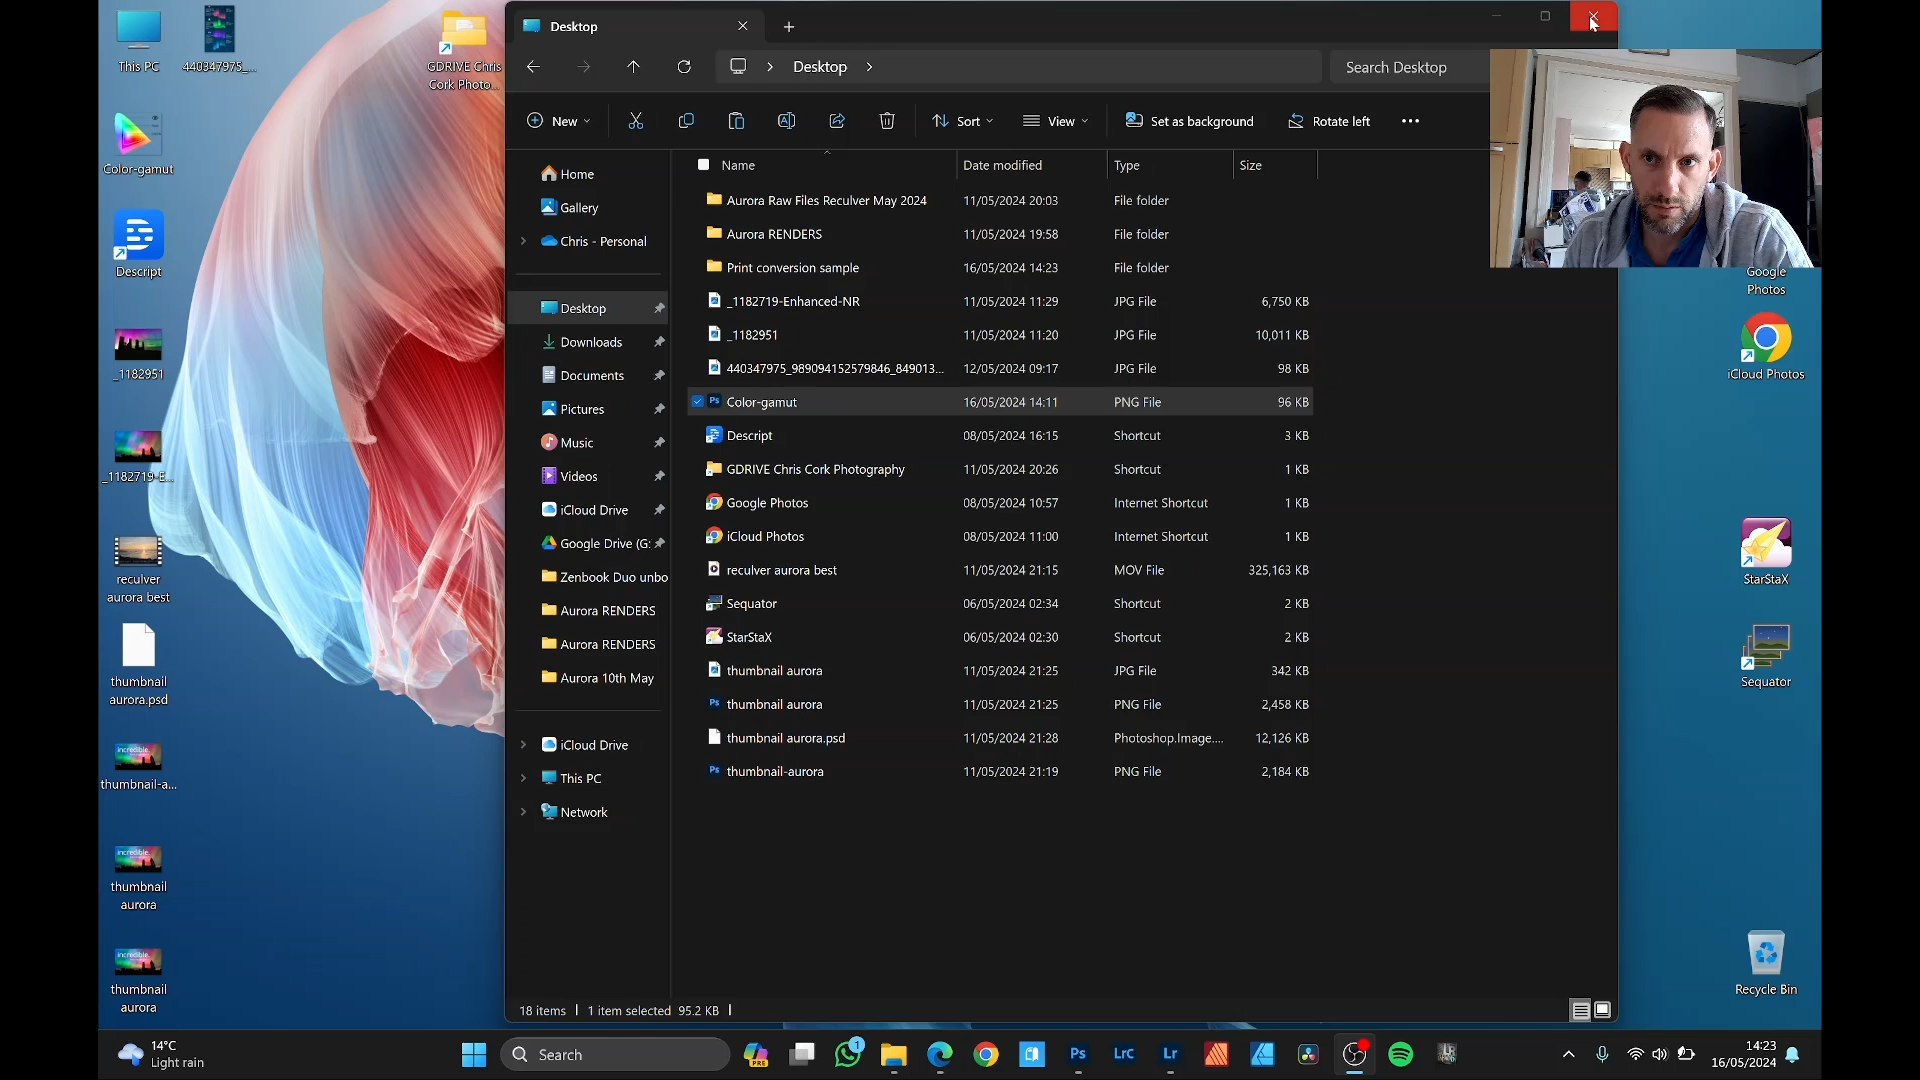 This PC
440347975_...
GDRIVE Chris
Cork Photo...
Color-gamut
Descript
_1182951
_1182719-E...
reculver
aurora best
thumbnail
aurora.psd
thumbnail-a...
thumbnail
aurora
thumbnail
aurora
Desktop
Desktop
Search Desktop
New
Sort
View
Set as background
Rotate left
Home
Gallery
Chris - Personal
Desktop
Downloads
Documents
Pictures
Music
Videos
iCloud Drive
Google Drive (G:
Zenbook Duo unbo
Aurora RENDERS
Aurora RENDERS
Aurora 10th May
iCloud Drive
This PC
Network
Name Date modified Type Size
Aurora Raw Files Reculver May 2024 11/05/2024 20:03 File folder
Aurora RENDERS 11/05/2024 19:58 File folder
Print conversion sample 16/05/2024 14:23 File folder
_1182719-Enhanced-NR 11/05/2024 11:29 JPG File 6,750 KB
_1182951 11/05/2024 11:20 JPG File 10,011 KB
440347975_989094152579846_849013... 12/05/2024 09:17 JPG File 98 KB
Color-gamut 16/05/2024 14:11 PNG File 96 KB
Descript 08/05/2024 16:15 Shortcut 3 KB
GDRIVE Chris Cork Photography 11/05/2024 20:26 Shortcut 1 KB
Google Photos 08/05/2024 10:57 Internet Shortcut 1 KB
iCloud Photos 08/05/2024 11:00 Internet Shortcut 1 KB
reculver aurora best 11/05/2024 21:15 MOV File 325,163 KB
Sequator 06/05/2024 02:34 Shortcut 2 KB
StarStaX 06/05/2024 02:30 Shortcut 2 KB
thumbnail aurora 11/05/2024 21:25 JPG File 342 KB
thumbnail aurora 11/05/2024 21:25 PNG File 2,458 KB
thumbnail aurora.psd 11/05/2024 21:28 Photoshop.Image.... 12,126 KB
thumbnail-aurora 11/05/2024 21:19 PNG File 2,184 KB
18 items 1 item selected 95.2 KB
Google
Photos
iCloud Photos
StarStaX
Sequator
Recycle Bin
14°C
Light rain
Search
PRE
1
Ps
LrC
Lr
14:23
16/05/2024